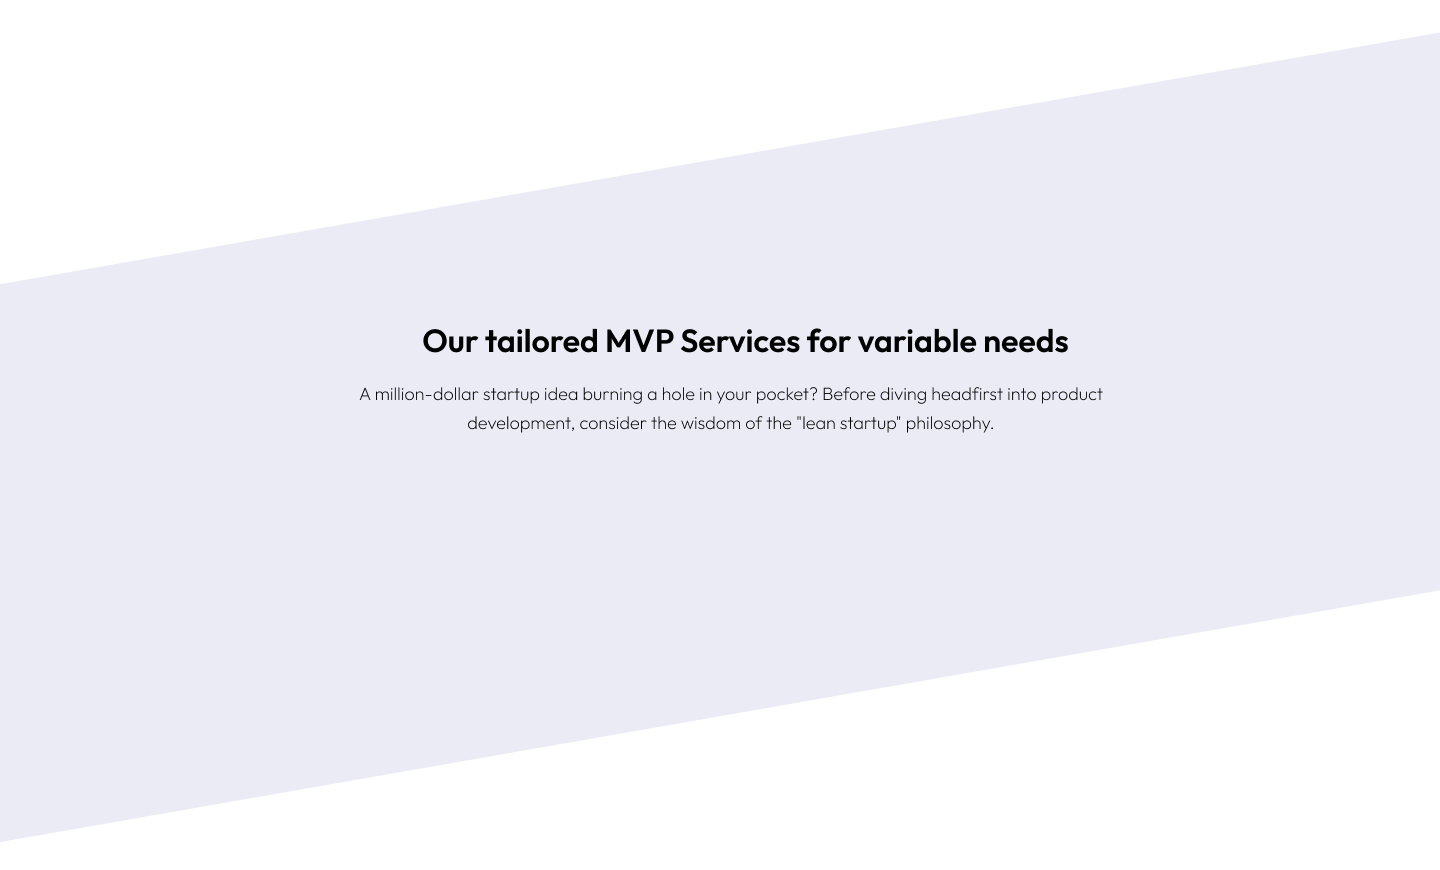 Our tailored MVP Services for variable needs
A million-dollar startup idea burning a hole in your pocket? Before diving headfirst into product
development, consider the wisdom of the "lean startup" philosophy.